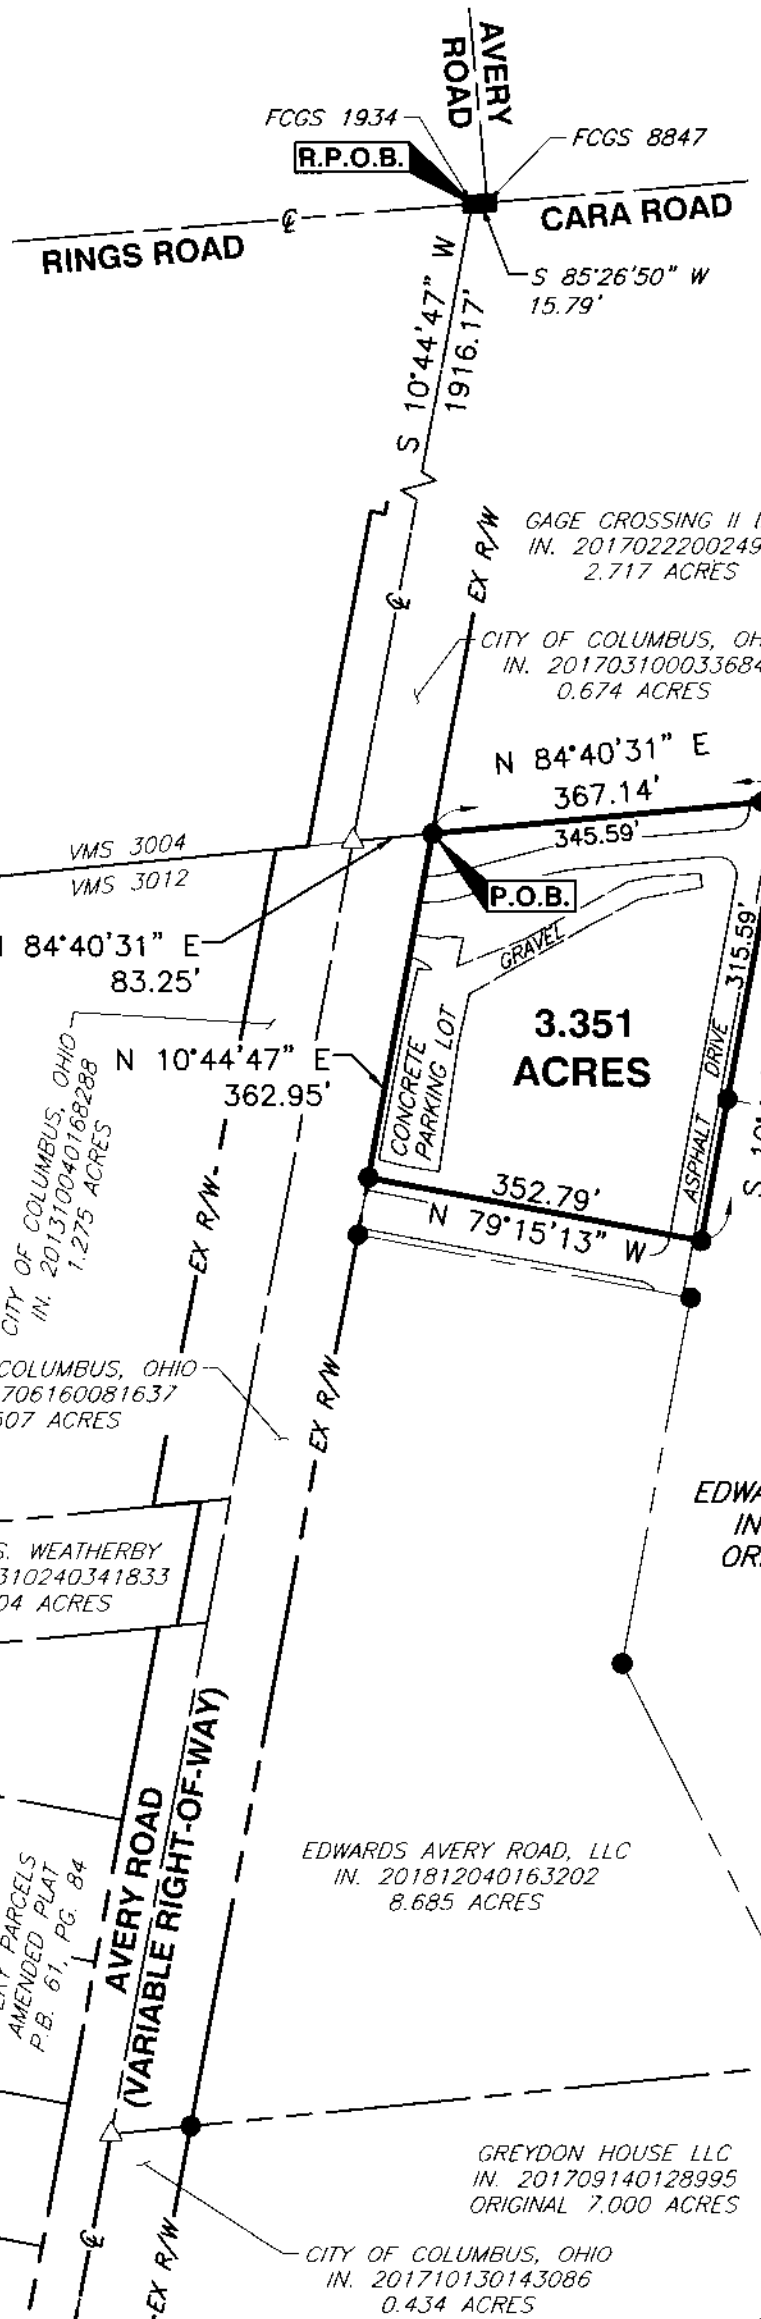 AVERY
ROAD
FCGS 1934
FCGS 8847
R.P.O.B.
℄
RINGS ROAD
CARA ROAD
S 85°26'50" W
15.79'
S 10°44'47" W
1916.17'
EX R/W
GAGE CROSSING II
IN. 2017022200249
2.717 ACRES
℄
CITY OF COLUMBUS, OH
IN. 201703100033684
0.674 ACRES
N 84°40'31" E
367.14'
345.59'
VMS 3004
VMS 3012
P.O.B.
84°40'31" E
83.25'
GRAVEL
315.59'
3.351
ACRES
N 10°44'47" E
362.95'
CONCRETE
PARKING LOT
ASPHALT DRIVE
CITY OF COLUMBUS, OHIO
IN. 201310040168288
1.275 ACRES
352.79'
N 79°15'13" W
S 10°
EX R/W
COLUMBUS, OHIO
706160081637
607 ACRES
EX R/W
EDWA
IN
OR
S. WEATHERBY
310240341833
04 ACRES
AVERY ROAD
(VARIABLE RIGHT-OF-WAY)
EDWARDS AVERY ROAD, LLC
IN. 201812040163202
8.685 ACRES
PARCELS
AMENDED PLAT
P.B. 61, PG. 84
GREYDON HOUSE LLC
IN. 201709140128995
ORIGINAL 7.000 ACRES
℄
EX R/W
CITY OF COLUMBUS, OHIO
IN. 201710130143086
0.434 ACRES